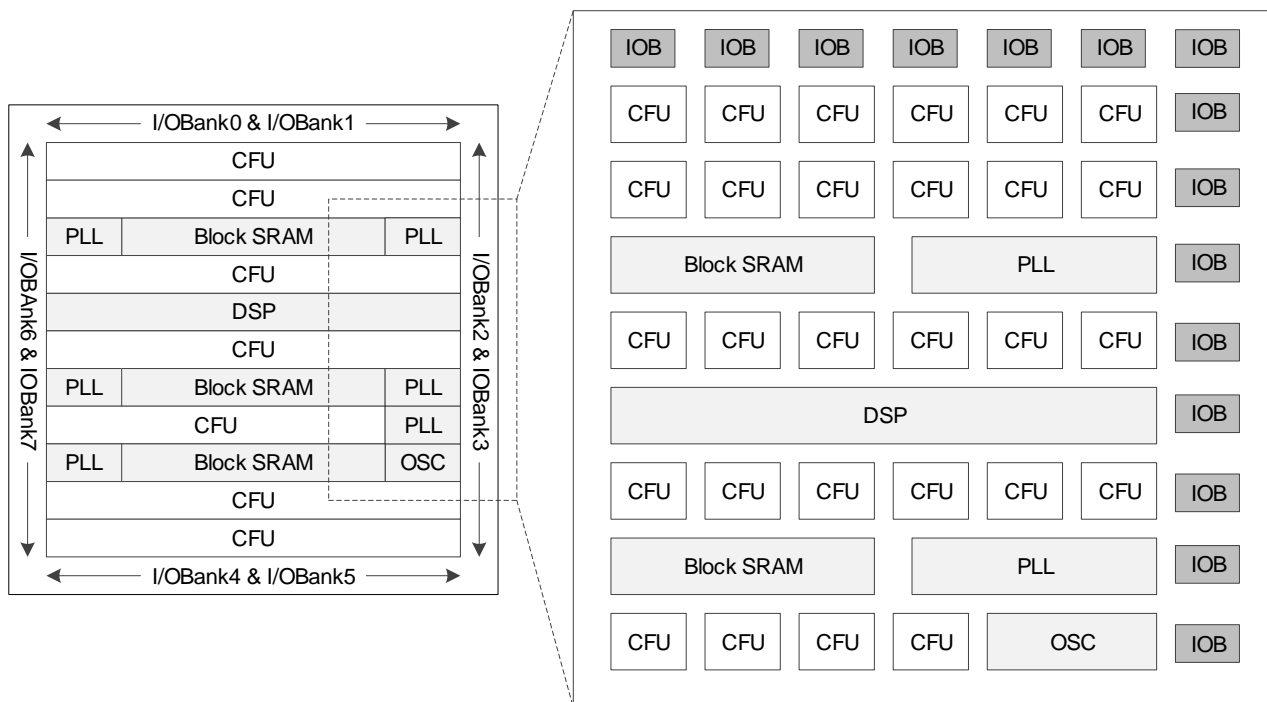 I/OBank0 & I/OBank1
CFU
CFU
PLL Block SRAM PLL
CFU
DSP
CFU
PLL Block SRAM PLL
CFU PLL
PLL Block SRAM OSC
CFU
CFU
I/OBank4 & I/OBank5
I/OBAnk6 & IOBank7
I/OBank2 & IOBank3
IOB IOB IOB IOB IOB IOB IOB
CFU CFU CFU CFU CFU CFU IOB
CFU CFU CFU CFU CFU CFU IOB
Block SRAM PLL IOB
CFU CFU CFU CFU CFU CFU IOB
DSP IOB
CFU CFU CFU CFU CFU CFU IOB
Block SRAM PLL IOB
CFU CFU CFU CFU OSC IOB